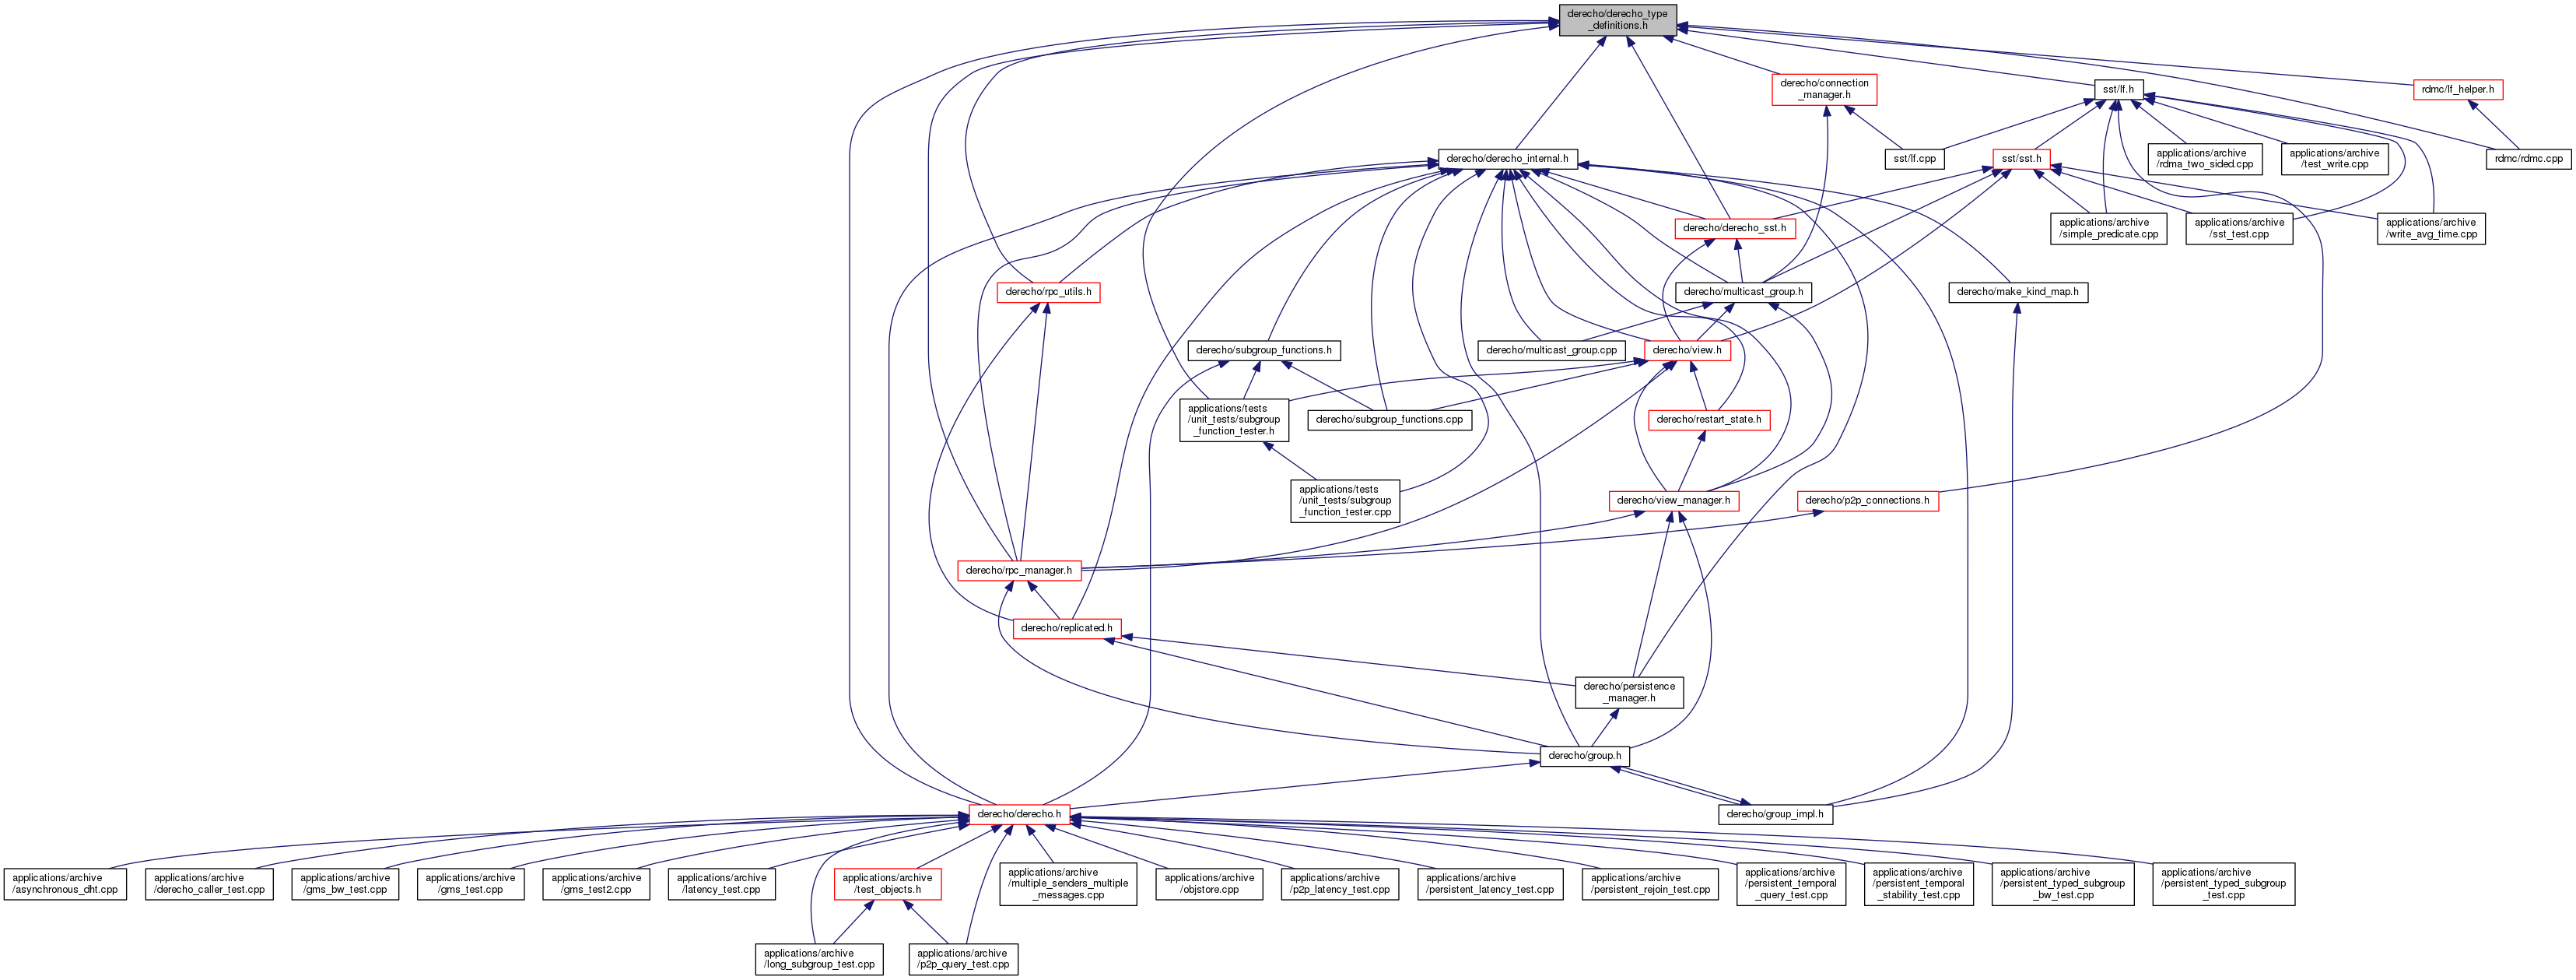 derecho/derecho_type
_definitions.h
derecho/connection
_manager.h
sst/lf.h
rdmc/lf_helper.h
derecho/derecho_internal.h
sst/lf.cpp
sst/sst.h
applications/archive
/rdma_two_sided.cpp
applications/archive
/test_write.cpp
rdmc/rdmc.cpp
derecho/derecho_sst.h
applications/archive
/simple_predicate.cpp
applications/archive
/sst_test.cpp
applications/archive
/write_avg_time.cpp
derecho/rpc_utils.h
derecho/multicast_group.h
derecho/make_kind_map.h
derecho/subgroup_functions.h
derecho/multicast_group.cpp
derecho/view.h
applications/tests
/unit_tests/subgroup
_function_tester.h
derecho/subgroup_functions.cpp
derecho/restart_state.h
applications/tests
/unit_tests/subgroup
_function_tester.cpp
derecho/view_manager.h
derecho/p2p_connections.h
derecho/rpc_manager.h
derecho/replicated.h
derecho/persistence
_manager.h
derecho/group.h
derecho/derecho.h
derecho/group_impl.h
applications/archive
/asynchronous_dht.cpp
applications/archive
/derecho_caller_test.cpp
applications/archive
/gms_bw_test.cpp
applications/archive
/gms_test.cpp
applications/archive
/gms_test2.cpp
applications/archive
/latency_test.cpp
applications/archive
/test_objects.h
applications/archive
/multiple_senders_multiple
_messages.cpp
applications/archive
/objstore.cpp
applications/archive
/p2p_latency_test.cpp
applications/archive
/persistent_latency_test.cpp
applications/archive
/persistent_rejoin_test.cpp
applications/archive
/persistent_temporal
_query_test.cpp
applications/archive
/persistent_temporal
_stability_test.cpp
applications/archive
/persistent_typed_subgroup
_bw_test.cpp
applications/archive
/persistent_typed_subgroup
_test.cpp
applications/archive
/long_subgroup_test.cpp
applications/archive
/p2p_query_test.cpp